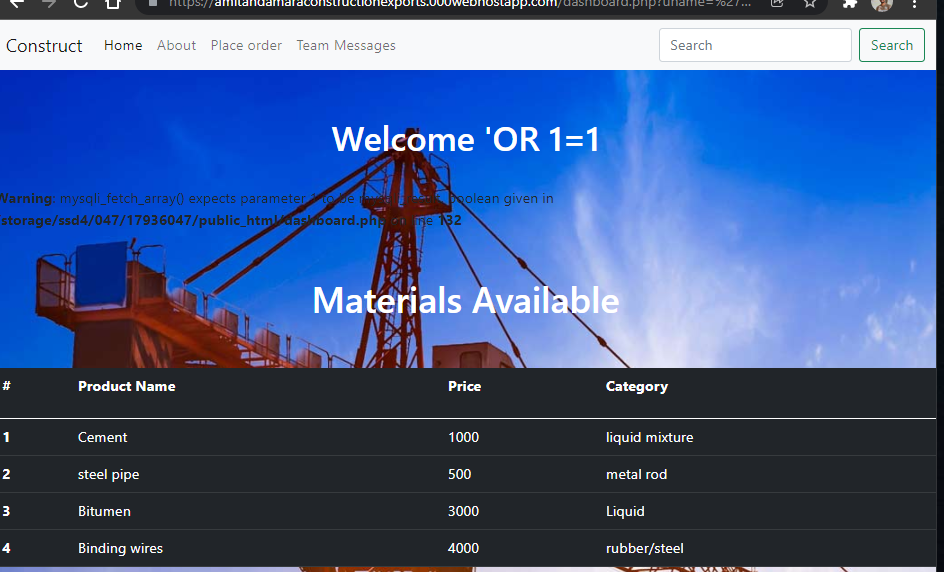 https://amitandamaraconstructionexports.000webhostapp.com/dashboard.php?uname=%27...
Construct Home About Place order Team Messages Search Search
Welcome 'OR 1=1
Warning: mysqli_fetch_array() expects parameter 1 to be boolean given in
storage/ssd4/047/17936047/public_html/dashboard.php line 132
Materials Available
# Product Name Price Category
1 Cement 1000 liquid mixture
2 steel pipe 500 metal rod
3 Bitumen 3000 Liquid
4 Binding wires 4000 rubber/steel